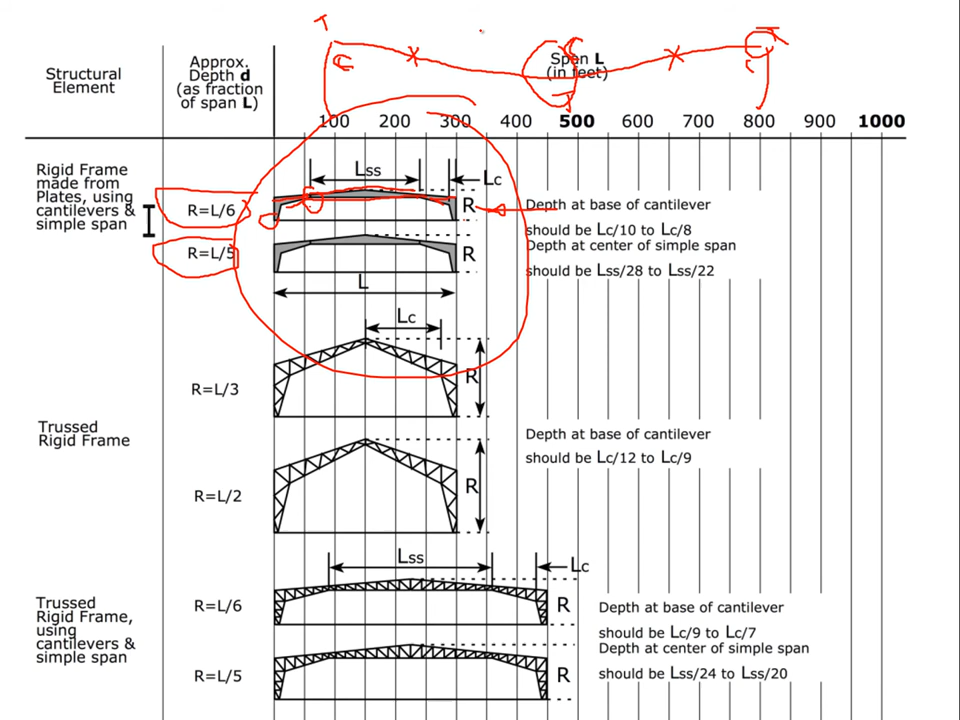 Structural
Element
Approx.
Depth d
(as fraction
of span L)
T
C
Span L
(in feet)
C
T
T
C
100 200 300 400 500 600 700 800 900 1000
Rigid Frame
made from
Plates, using
cantilevers &
simple span
R=L/6
R=L/5
Lss
Lc
R
R
L
Depth at base of cantilever
should be Lc/10 to Lc/8
Depth at center of simple span
should be Lss/28 to Lss/22
Trussed
Rigid Frame
R=L/3
R=L/2
Lc
R
R
Depth at base of cantilever
should be Lc/12 to Lc/9
Trussed
Rigid Frame,
using
cantilevers &
simple span
R=L/6
R=L/5
Lss
Lc
R
R
Depth at base of cantilever
should be Lc/9 to Lc/7
Depth at center of simple span
should be Lss/24 to Lss/20